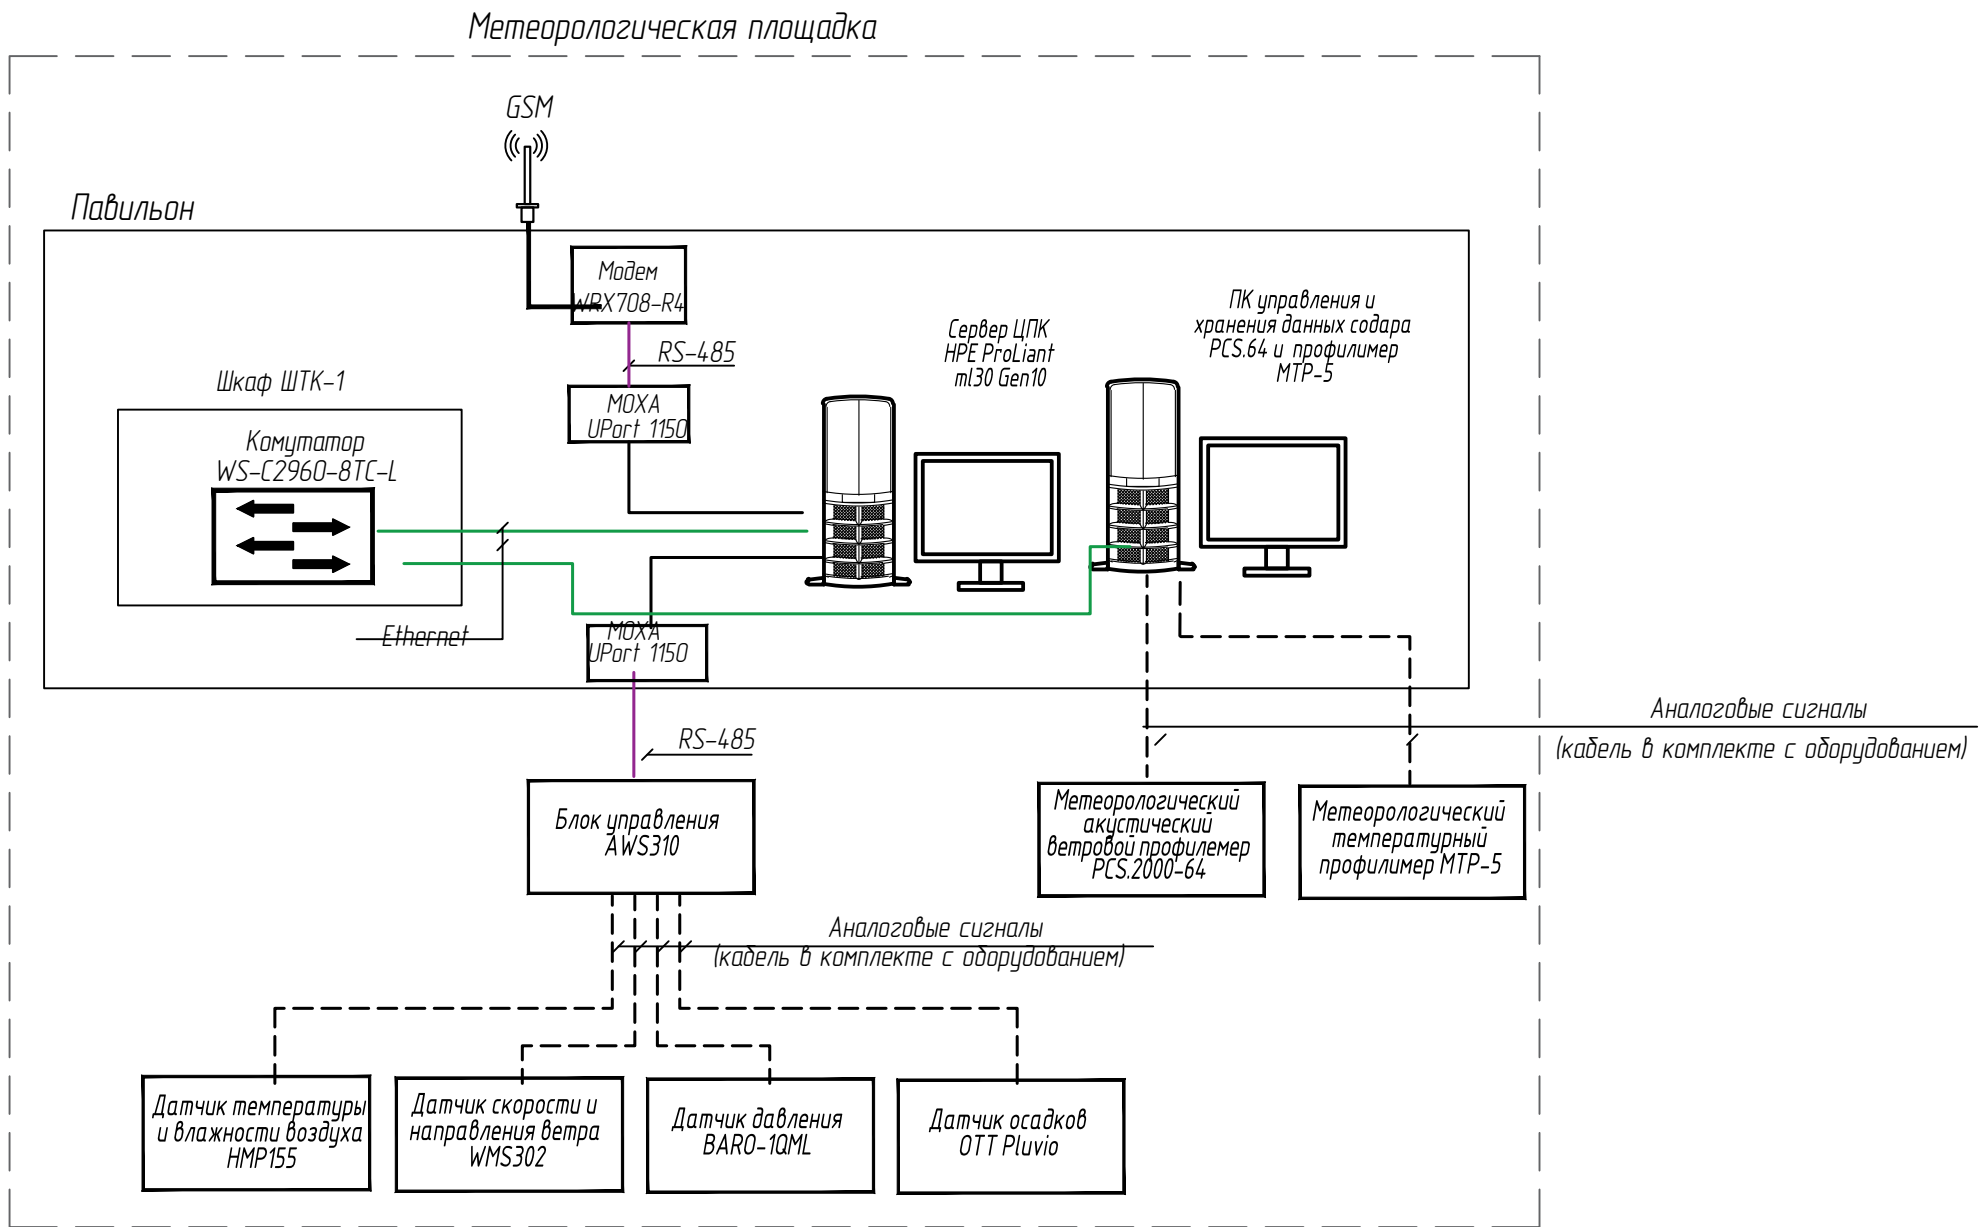 Метеорологическая площадка
GSM
Павильон
Модем
WRX708-R4
RS-485
MOXA
UPort 1150
Шкаф ШТК-1
Комутатор
WS-C2960-8TC-L
Ethernet
MOXA
UPort 1150
Сервер ЦПК
HPE ProLiant
ml30 Gen10
ПК управления и
хранения данных содара
PCS.64 и профилимер
МТР-5
RS-485
Аналоговые сигналы
(кабель в комплекте с оборудованием)
Блок управления
AWS310
Метеорологический
акустический
ветровой профилемер
PCS.2000-64
Метеорологический
температурный
профилимер МТР-5
Аналоговые сигналы
(кабель в комплекте с оборудованием)
Датчик температуры
и влажности воздуха
HMP155
Датчик скорости и
направления ветра
WMS302
Датчик давления
BARO-1QML
Датчик осадков
OTT Pluvio